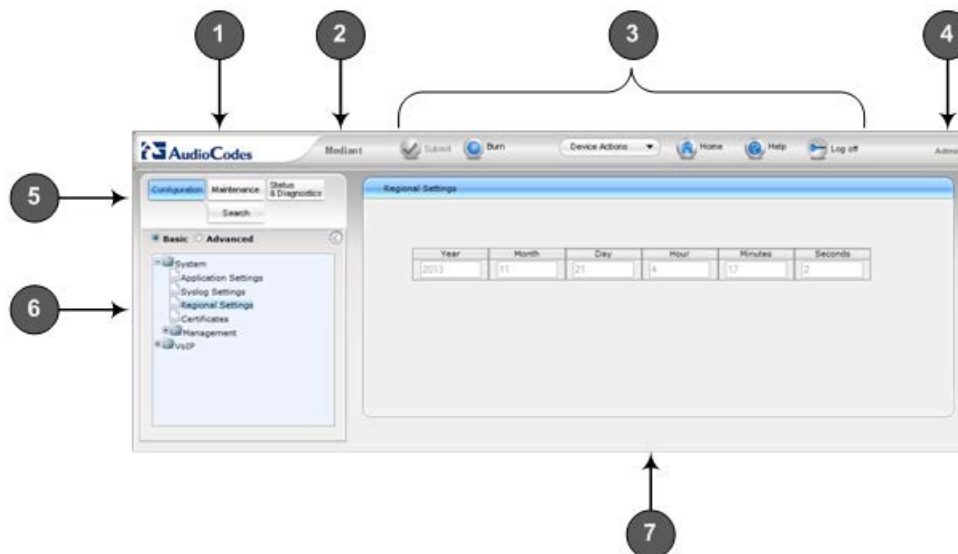 1
2
3
4
AudioCodes
Mediant
Submit
Burn
Device Actions
Home
Help
Log off
5
Configuration
Maintenance
Status & Diagnostics
Search
Regional Settings
Basic
Advanced
Year Month Day Hour Minutes Seconds
2013 11 21 4 17 2
6
System
Application Settings
Syslog Settings
Regional Settings
Certificates
Management
VoIP
7